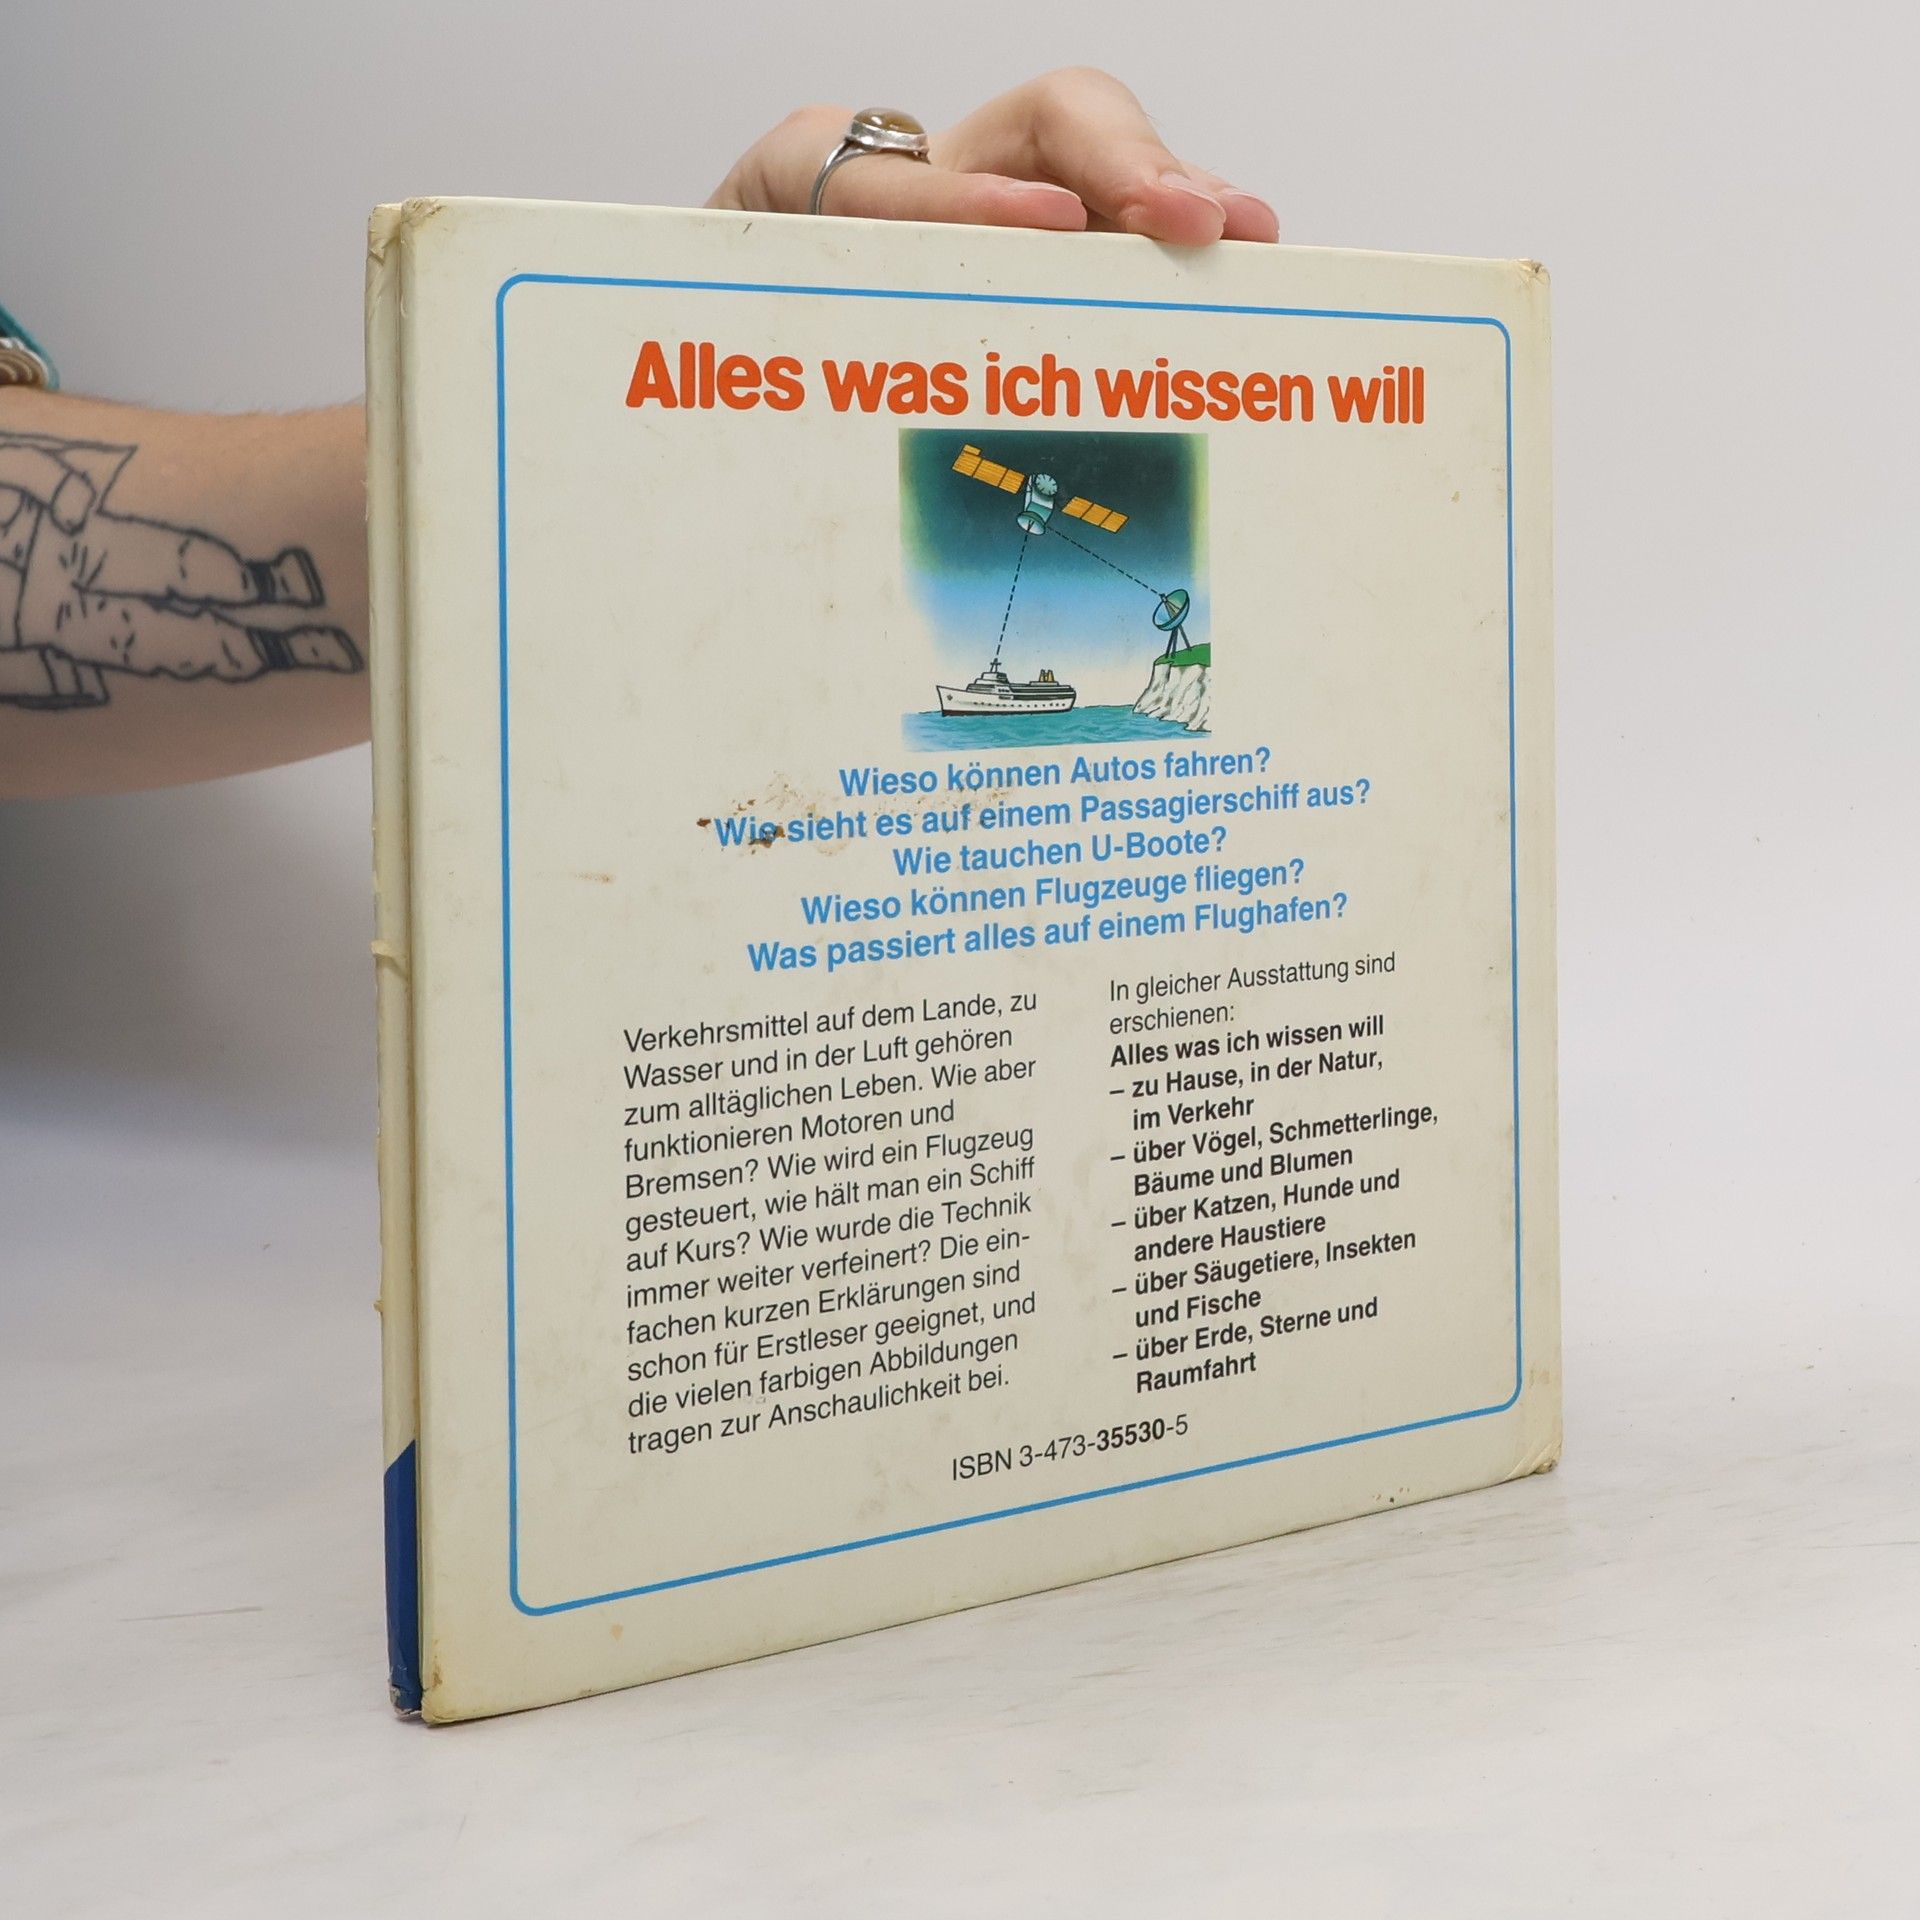 Alles was ich wissen will
Wieso können Autos fahren?
Wie sieht es auf einem Passagierschiff aus?
Wie tauchen U-Boote?
Wieso können Flugzeuge fliegen?
Was passiert alles auf einem Flughafen?
Verkehrsmittel auf dem Lande, zu
Wasser und in der Luft gehören
zum alltäglichen Leben. Wie aber
funktionieren Motoren und
Bremsen? Wie wird ein Flugzeug
gesteuert, wie hält man ein Schiff
auf Kurs? Wie wurde die Technik
immer weiter verfeinert? Die ein-
fachen kurzen Erklärungen sind
schon für Erstleser geeignet, und
die vielen farbigen Abbildungen
tragen zur Anschaulichkeit bei.
In gleicher Ausstattung sind
erschienen:
Alles was ich wissen will
– zu Hause, in der Natur,
im Verkehr
– über Vögel, Schmetterlinge,
Bäume und Blumen
– über Katzen, Hunde und
andere Haustiere
– über Säugetiere, Insekten
und Fische
– über Erde, Sterne und
Raumfahrt
ISBN 3-473-35530-5